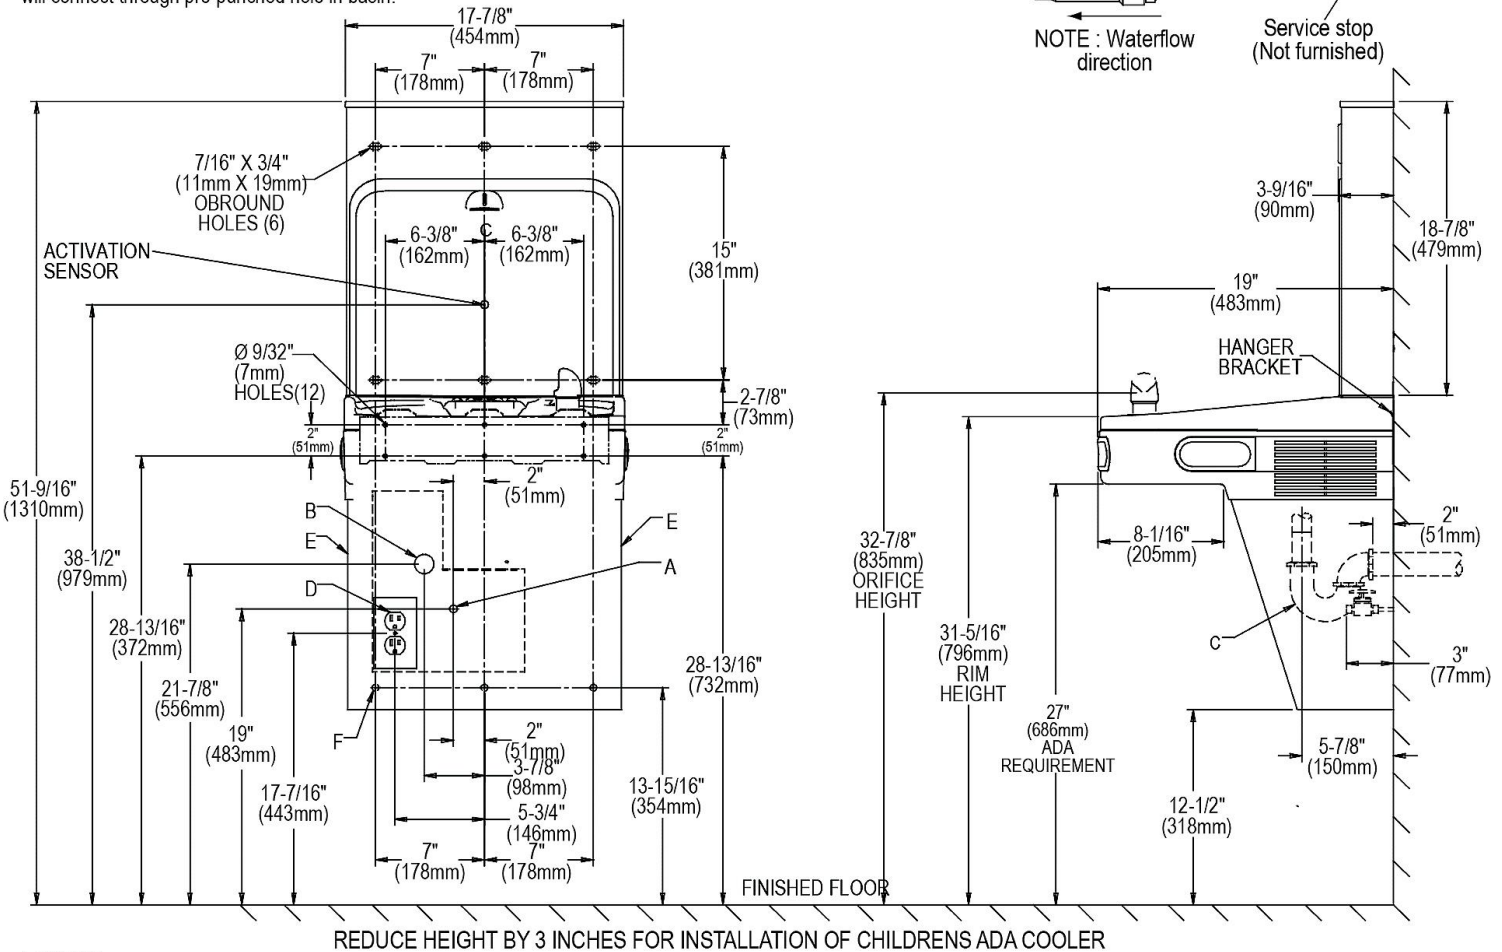 will connect through pre-punched hole in basin.
17-7/8"
(454mm)
7"
(178mm)
7"
(178mm)
NOTE : Waterflow
direction
Service stop
(Not furnished)
7/16" X 3/4"
(11mm X 19mm)
OBROUND
HOLES (6)
C
6-3/8"
(162mm)
6-3/8"
(162mm)
ACTIVATION
SENSOR
15"
(381mm)
3-9/16"
(90mm)
18-7/8"
(479mm)
19"
(483mm)
HANGER
BRACKET
Ø 9/32"
(7mm)
HOLES(12)
2-7/8"
(73mm)
2"
(51mm)
2"
(51mm)
2"
(51mm)
51-9/16"
(1310mm)
B
E
E
A
D
F
38-1/2"
(979mm)
28-13/16"
(372mm)
21-7/8"
(556mm)
19"
(483mm)
17-7/16"
(443mm)
2"
(51mm)
3-7/8"
(98mm)
5-3/4"
(146mm)
7"
(178mm)
7"
(178mm)
28-13/16"
(732mm)
13-15/16"
(354mm)
32-7/8"
(835mm)
ORIFICE
HEIGHT
31-5/16"
(796mm)
RIM
HEIGHT
27"
(686mm)
ADA
REQUIREMENT
8-1/16"
(205mm)
2"
(51mm)
C
3"
(77mm)
5-7/8"
(150mm)
12-1/2"
(318mm)
FINISHED FLOOR
REDUCE HEIGHT BY 3 INCHES FOR INSTALLATION OF CHILDRENS ADA COOLER